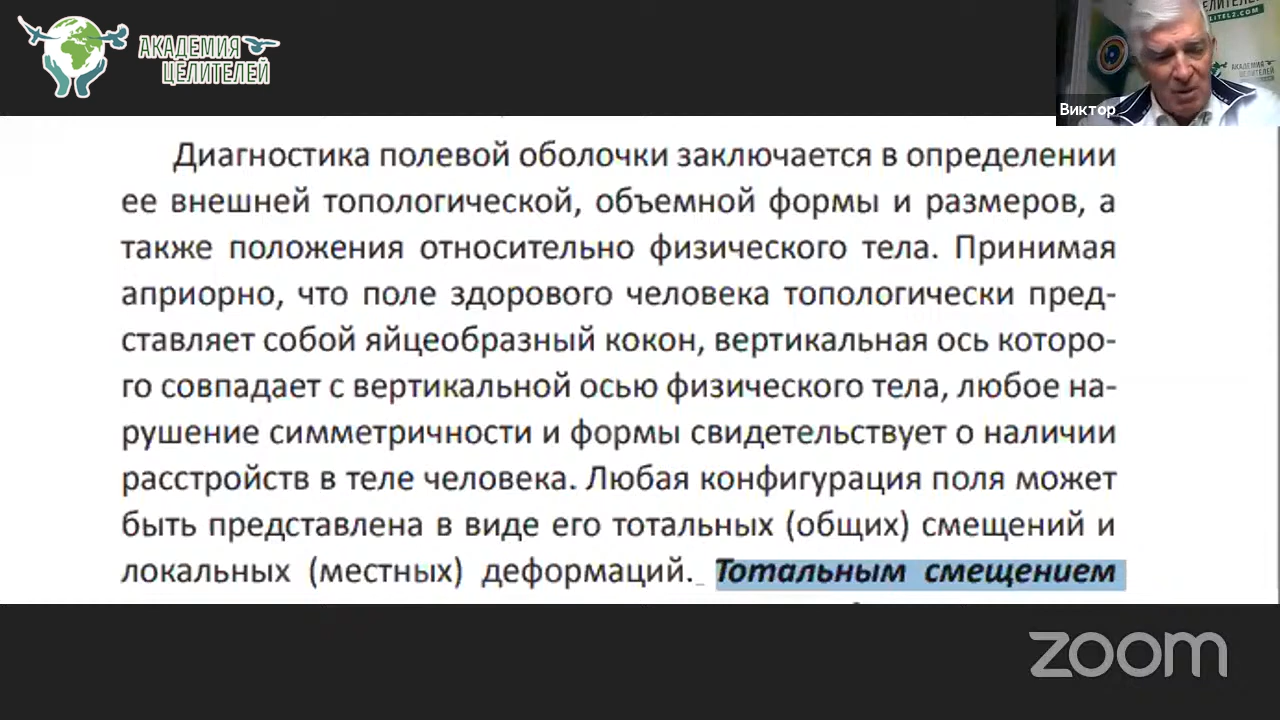 АКАДЕМИЯ
ЦЕЛИТЕЛЕЙ
Виктор
АКАДЕМИЯ
ЦЕЛИТЕЛЕЙ
Диагностика полевой оболочки заключается в определении
ее внешней топологической, объемной формы и размеров, а
также положения относительно физического тела. Принимая
априорно, что поле здорового человека топологически пред-
ставляет собой яйцеобразный кокон, вертикальная ось которо-
го совпадает с вертикальной осью физического тела, любое на-
рушение симметричности и формы свидетельствует о наличии
расстройств в теле человека. Любая конфигурация поля может
быть представлена в виде его тотальных (общих) смещений и
локальных (местных) деформаций. Тотальным смещением
zoom